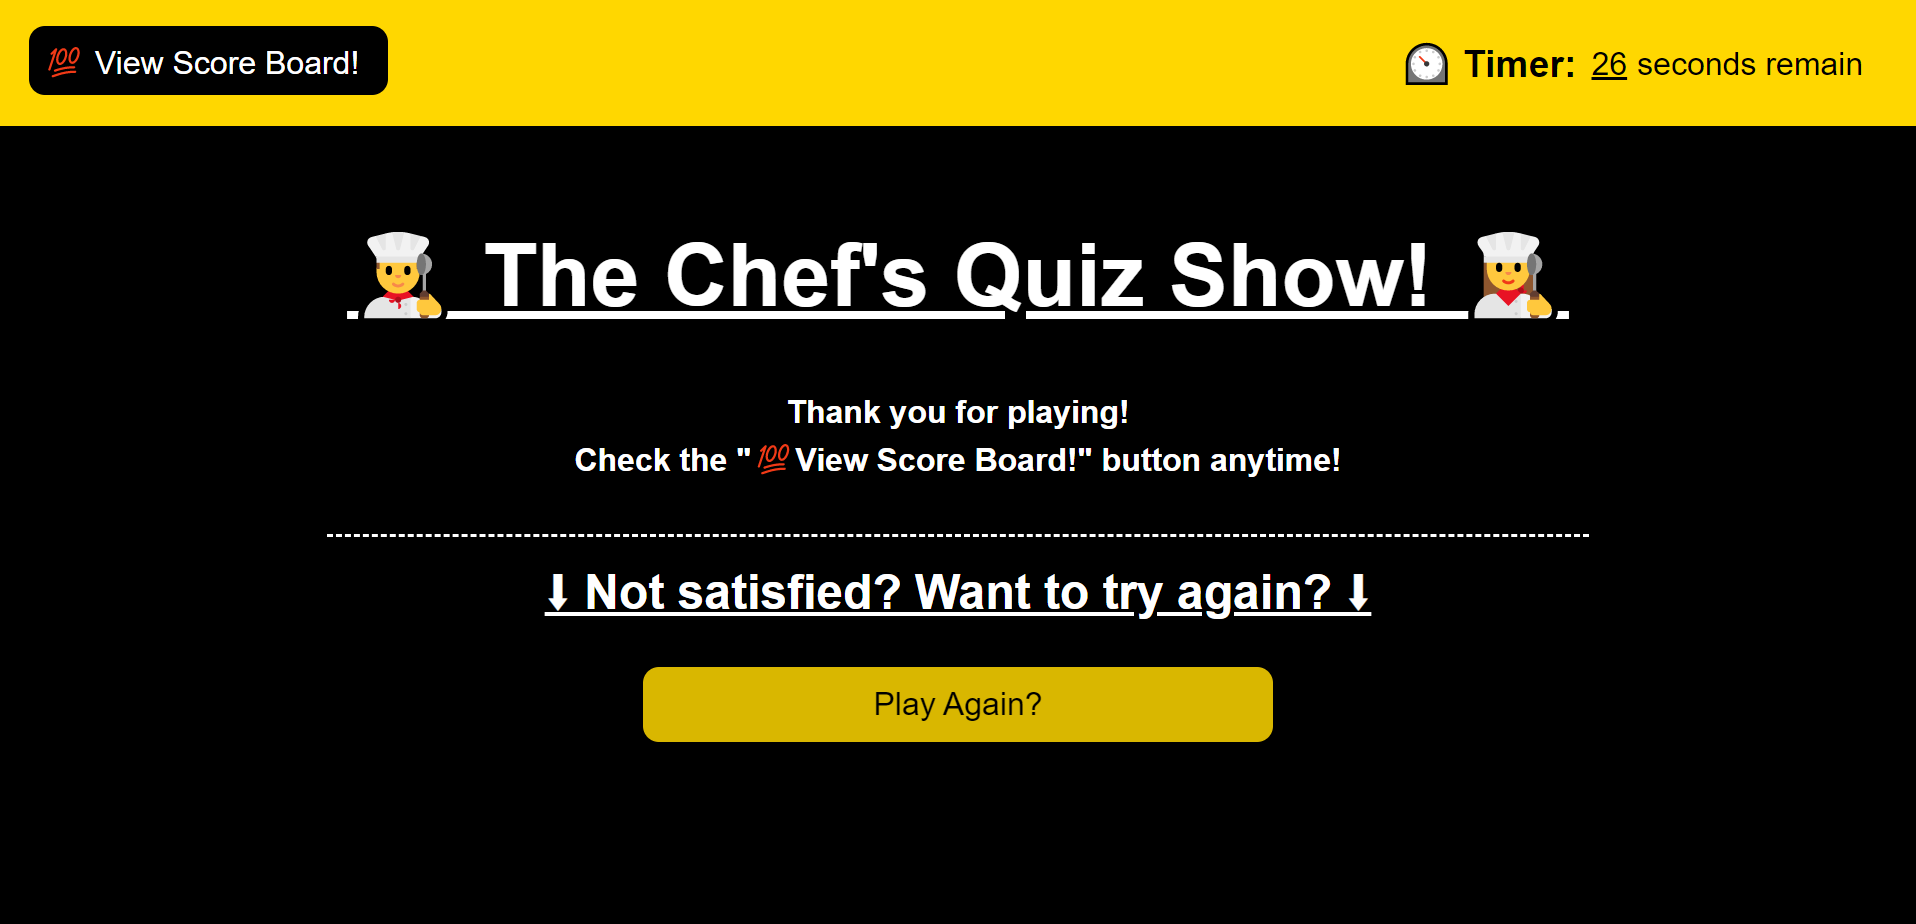 💯 View Score Board!
Timer: 26 seconds remain
The Chef's Quiz Show!
Thank you for playing!
Check the "💯View Score Board!" button anytime!
⬇ Not satisfied? Want to try again? ⬇
Play Again?